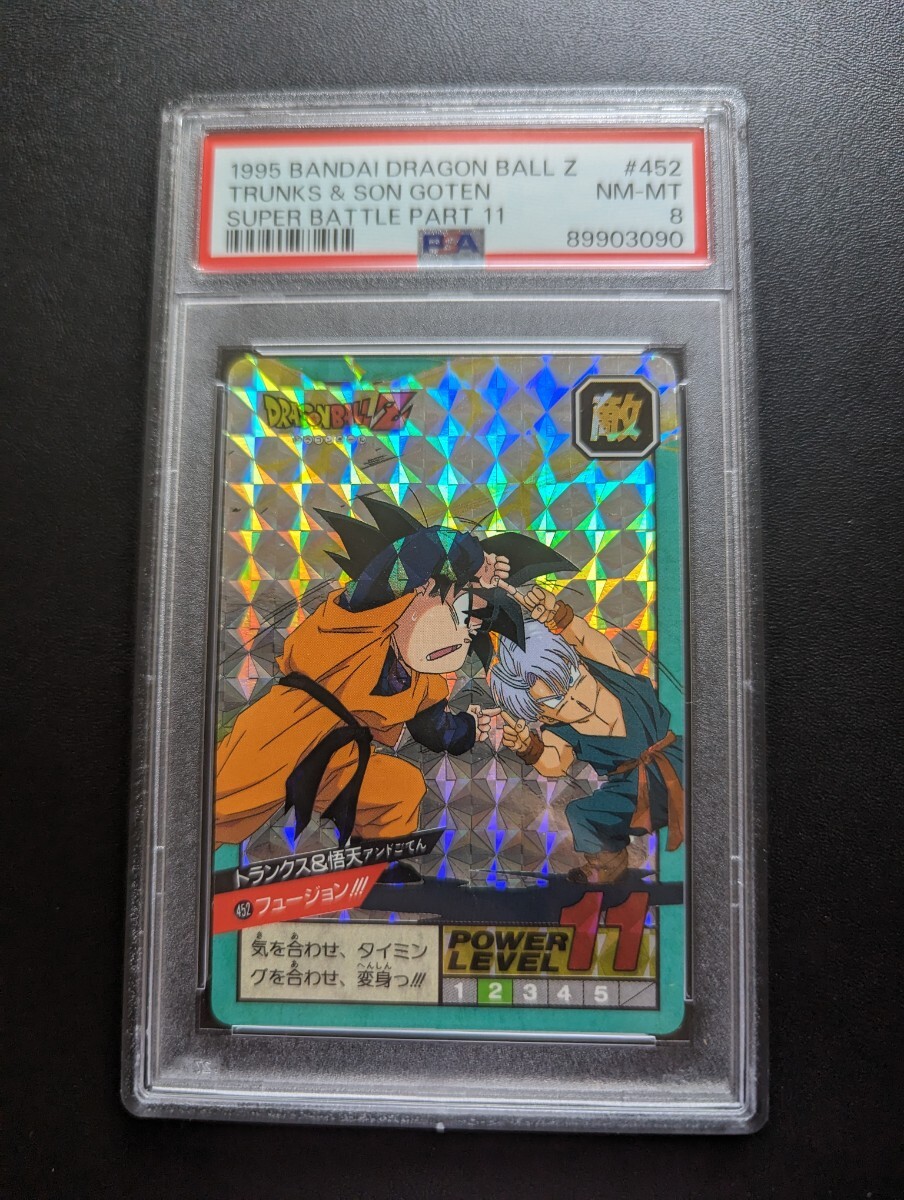 1995 BANDAI DRAGON BALL Z #452
TRUNKS & SON GOTEN NM-MT
SUPER BATTLE PART 11 8
PSA 89903090
DRAGON BALL Z
敵
トランクス&悟天アンドごてん
452 フュージョン!!!
気を合わせ、タイミン
グを合わせ、変身っ!!!
POWER
LEVEL 11
1 2 3 4 5